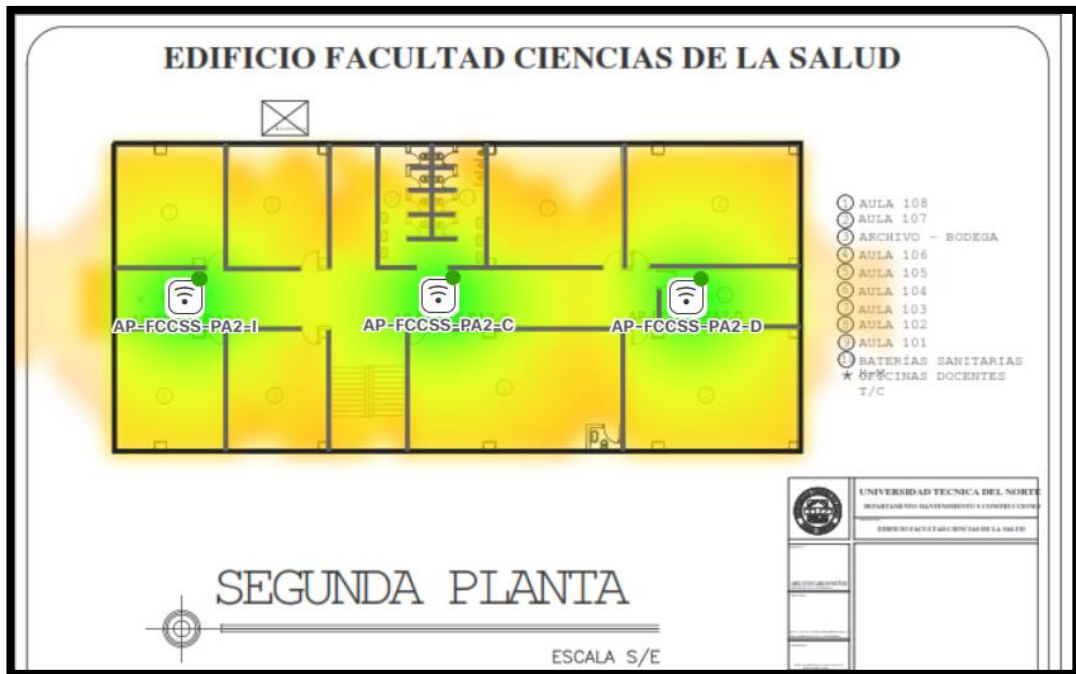 EDIFICIO FACULTAD CIENCIAS DE LA SALUD
1 AULA 108
2 AULA 107
3 ARCHIVO - BODEGA
4 AULA 106
5 AULA 105
6 AULA 104
7 AULA 103
8 AULA 102
9 AULA 101
BATERÍAS SANITARIAS
H-M
* OFICINAS DOCENTES
T/C
AP-FCCSS-PA2-I
AP-FCCSS-PA2-C
AP-FCCSS-PA2-D
UNIVERSIDAD TECNICA DEL NORTE
DEPARTAMENTO MANTENIMIENTO Y CONSTRUCCIONES
EDIFICIO FACULTAD CIENCIAS DE LA SALUD
SEGUNDA PLANTA
ESCALA S/E